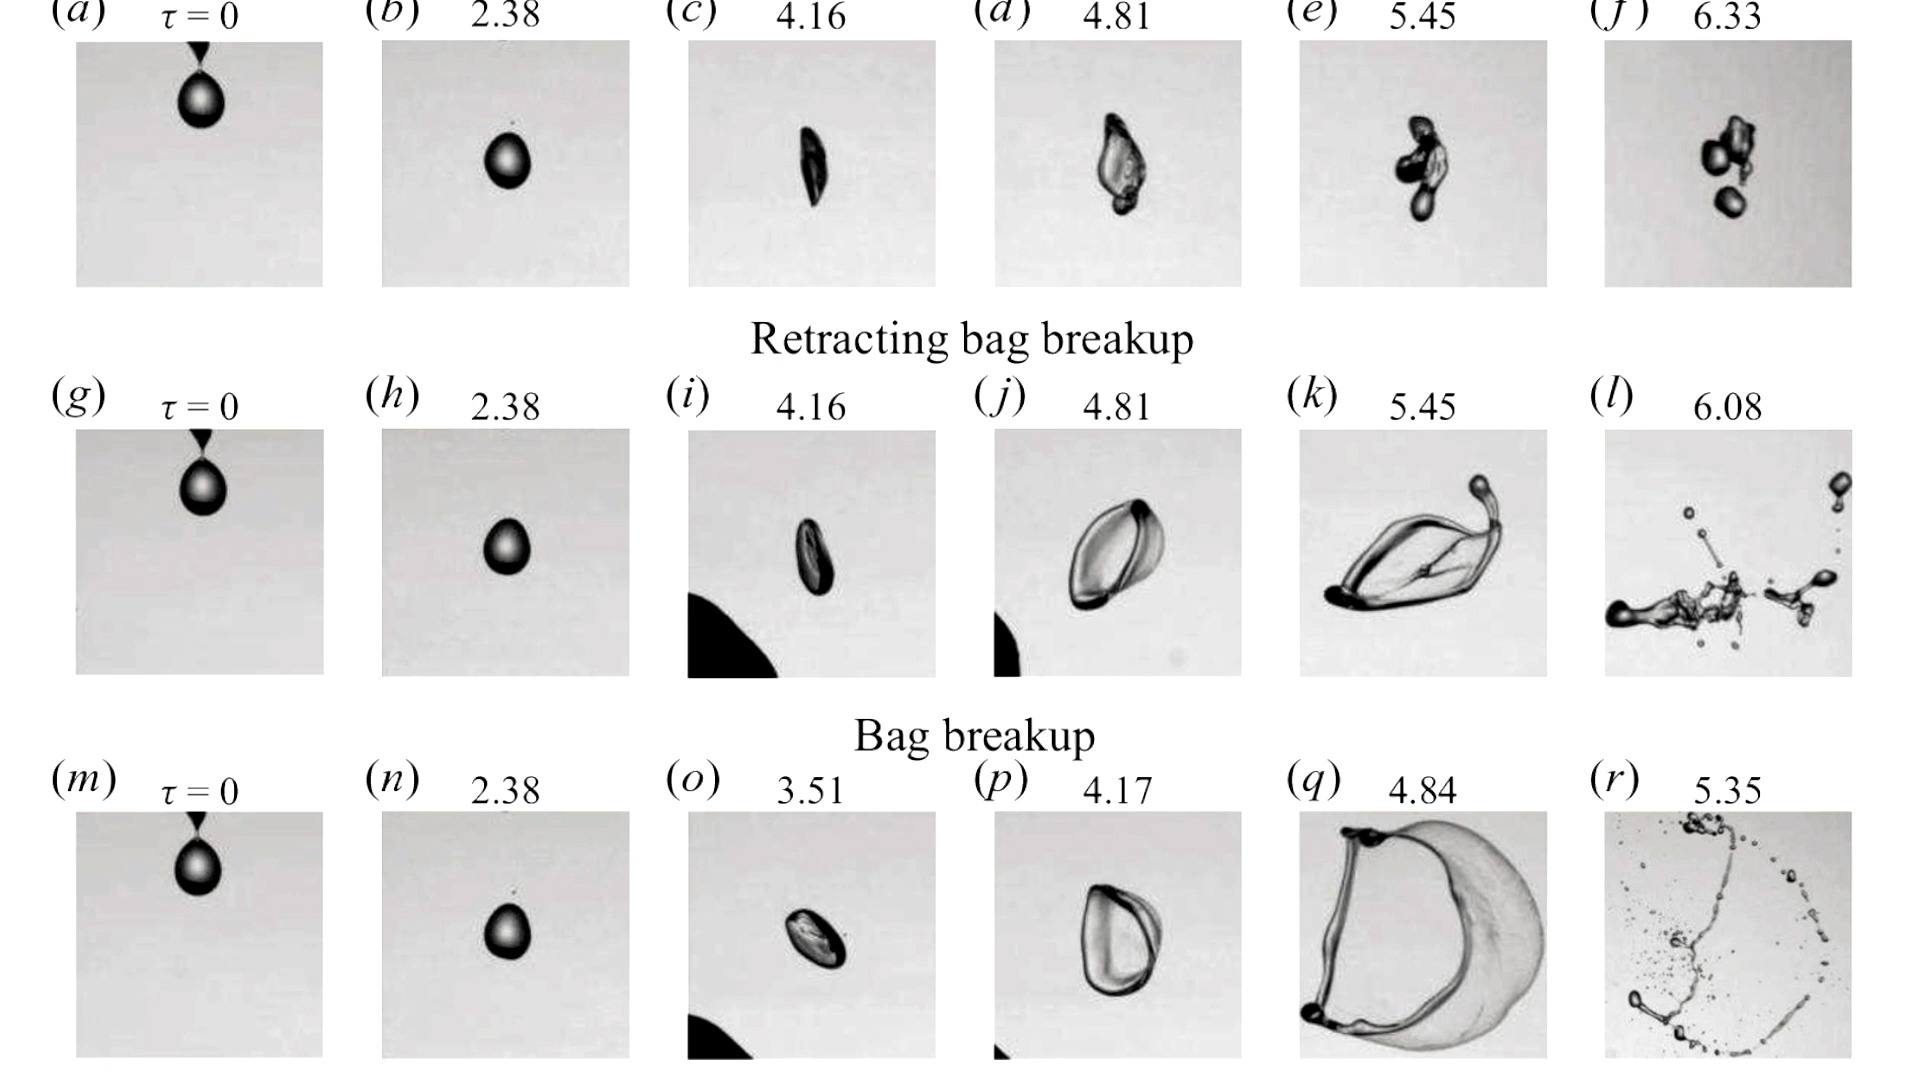 (a) τ = 0 (b) 2.38 (c) 4.16 (d) 4.81 (e) 5.45 (f) 6.33
Retracting bag breakup
(g) τ = 0 (h) 2.38 (i) 4.16 (j) 4.81 (k) 5.45 (l) 6.08
Bag breakup
(m) τ = 0 (n) 2.38 (o) 3.51 (p) 4.17 (q) 4.84 (r) 5.35